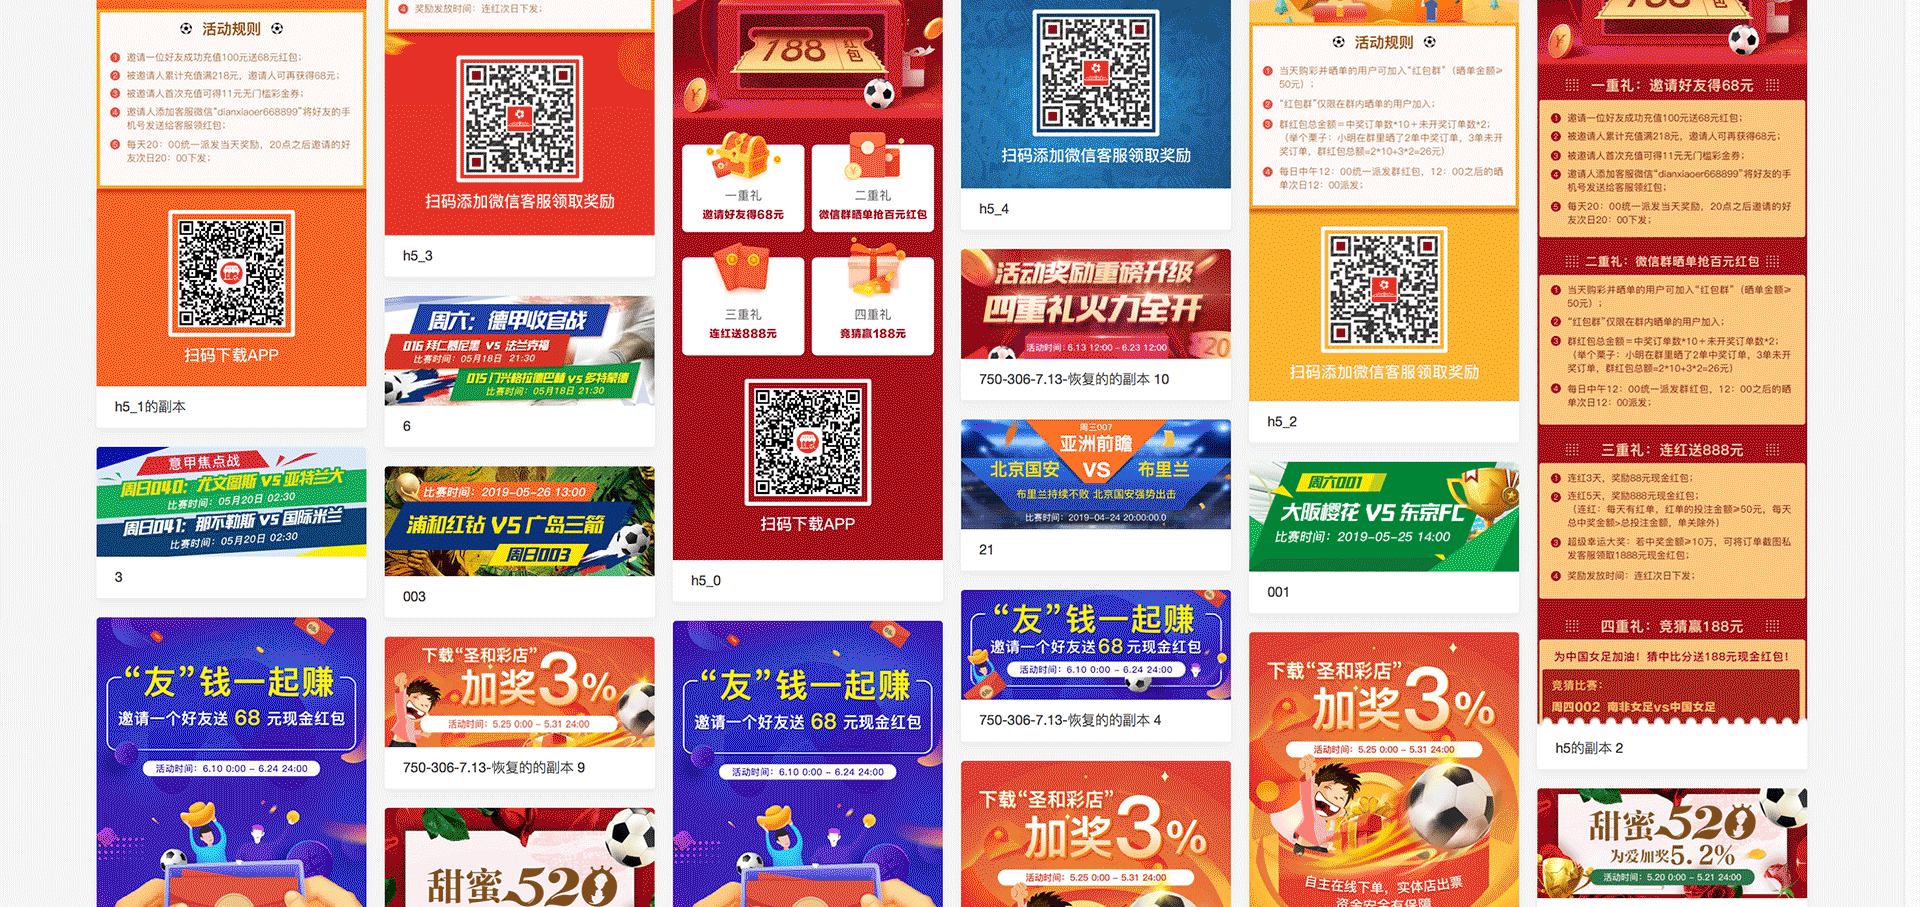 活动规则
1 邀请一位好友成功充值100元送68元红包；
2 被邀请人累计充值满218元，邀请人可再获得68元；
3 被邀请人首次充值可得11元无门槛彩金券；
4 邀请人添加客服微信“dianxiaoer668899”将好友的手
机号发送给客服领红包；
5 每天20：00统一派发当天奖励，20点之后邀请的好
友次日20：00下发；
扫码下载APP
h5_1的副本
意甲焦点战
周日040：尤文图斯 VS 亚特兰大
比赛时间：05月20日 02:30
周日041：那不勒斯 VS 国际米兰
比赛时间：05月20日 02:30
3
“友”钱一起赚
邀请一个好友送 68 元现金红包
活动时间：6.10 0:00 - 6.24 24:00
4 奖励发放时间：连红次日下发；
扫码添加微信客服领取奖励
h5_3
周六：德甲收官战
016 拜仁慕尼黑 VS 法兰克福
比赛时间：05月18日 21:30
015 门兴格拉德巴赫 VS 多特蒙德
比赛时间：05月18日 21:30
6
比赛时间：2019-05-26 13:00
浦和红钻 VS 广岛三箭
周日003
003
下载“圣和彩店”
加奖3%
活动时间：5.25 0:00 - 5.31 24:00
750-306-7.13-恢复的的副本 9
甜蜜520
188
红包
一重礼
邀请好友得68元
二重礼
微信群晒单抢百元红包
三重礼
连红送888元
四重礼
竞猜赢188元
扫码下载APP
h5_0
“友”钱一起赚
邀请一个好友送 68 元现金红包
活动时间：6.10 0:00 - 6.24 24:00
扫码添加微信客服领取奖励
h5_4
活动奖励重磅升级
四重礼火力全开
活动时间：6.13 12:00 - 6.23 12:00
750-306-7.13-恢复的的副本 10
周三007
亚洲前瞻
北京国安 VS 布里兰
布里兰持续不败 北京国安强势出击
比赛时间：2019-04-24 20:00:00.0
21
“友”钱一起赚
邀请一个好友送 68 元现金红包
活动时间：6.10 0:00 - 6.24 24:00
750-306-7.13-恢复的的副本 4
下载“圣和彩店”
加奖3%
活动时间：5.25 0:00 - 5.31 24:00
活动规则
1 当天购彩并晒单的用户可加入“红包群”（晒单金额≥
50元）；
2 “红包群”仅限在群内晒单的用户加入；
3 群红包总金额＝中奖订单数*10＋未开奖订单数*2；
（举个栗子：小明在群里晒了2单中奖订单，3单未开
奖订单，群红包总额=2*10+3*2=26元）
4 每日中午12：00统一派发群红包，12：00之后的晒
单次日12：00派发；
扫码添加微信客服领取奖励
h5_2
周六001
大阪樱花 VS 东京FC
比赛时间：2019-05-25 14:00
001
下载“圣和彩店”
加奖3%
活动时间：5.25 0:00 - 5.31 24:00
自主在线下单，实体店出票
资金安全有保障
188
红包
一重礼：邀请好友得68元
1 邀请一位好友成功充值100元送68元红包；
2 被邀请人累计充值满218元，邀请人可再获得68元；
3 被邀请人首次充值可得11元无门槛彩金券；
4 邀请人添加客服微信“dianxiaoer668899”将好友的手
机号发送给客服领红包；
5 每天20：00统一派发当天奖励，20点之后邀请的好
友次日20：00下发；
二重礼：微信群晒单抢百元红包
1 当天购彩并晒单的用户可加入“红包群”（晒单金额≥
50元）；
2 “红包群”仅限在群内晒单的用户加入；
3 群红包总金额＝中奖订单数*10＋未开奖订单数*2；
（举个栗子：小明在群里晒了2单中奖订单，3单未开
奖订单，群红包总额=2*10+3*2=26元）
4 每日中午12：00统一派发群红包，12：00之后的晒
单次日12：00派发；
三重礼：连红送888元
1 连红3天，奖励88元现金红包；
2 连红5天，奖励888元现金红包；
（连红：每天有红单，红单的投注金额≥50元，每天
总中奖金额>总投注金额，单关除外）
3 超级幸运大奖：若中奖金额≥10万，可将订单截图私
发客服领取1888元现金红包；
4 奖励发放时间：连红次日下发；
四重礼：竞猜赢188元
为中国女足加油！猜中比分送188元现金红包！
竞猜比赛：
周四002 南非女足vs中国女足
h5的副本 2
甜蜜520
为爱加奖5.2%
活动时间：5.20 0:00 - 5.21 24:00